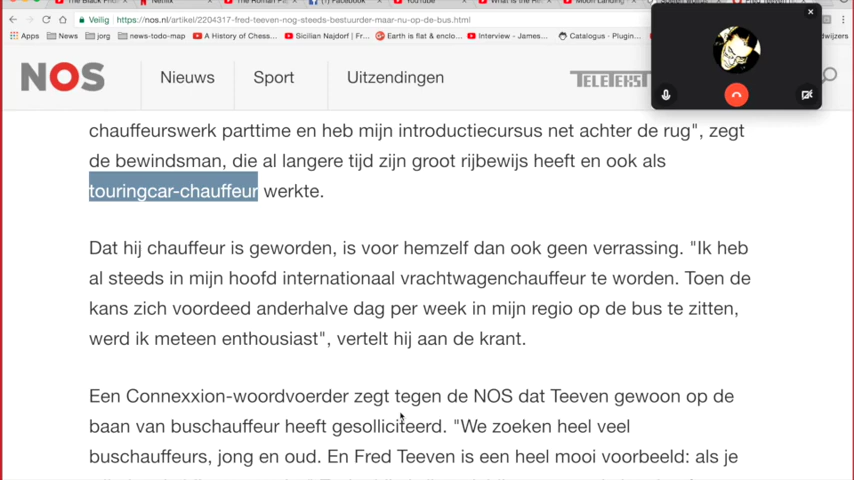 Netflix
YouTube
Veilig
https://nos.nl/artikel/2204317-fred-teeven-nog-steeds-bestuurder-maar-nu-op-de-bus.html
Apps
News
jorg
news-todo-map
A History of Chess...
Sicilian Najdorf |...
Earth is flat & enclo...
Interview - James...
Catalogus - Plugin...
NOS
Nieuws
Sport
Uitzendingen
TELETEKST
chauffeurswerk parttime en heb mijn introductiecursus net achter de rug", zegt
de bewindsman, die al langere tijd zijn groot rijbewijs heeft en ook als
touringcar-chauffeur werkte.
Dat hij chauffeur is geworden, is voor hemzelf dan ook geen verrassing. "Ik heb
al steeds in mijn hoofd internationaal vrachtwagenchauffeur te worden. Toen de
kans zich voordeed anderhalve dag per week in mijn regio op de bus te zitten,
werd ik meteen enthousiast", vertelt hij aan de krant.
Een Connexxion-woordvoerder zegt tegen de NOS dat Teeven gewoon op de
baan van buschauffeur heeft gesolliciteerd. "We zoeken heel veel
buschauffeurs, jong en oud. En Fred Teeven is een heel mooi voorbeeld: als je